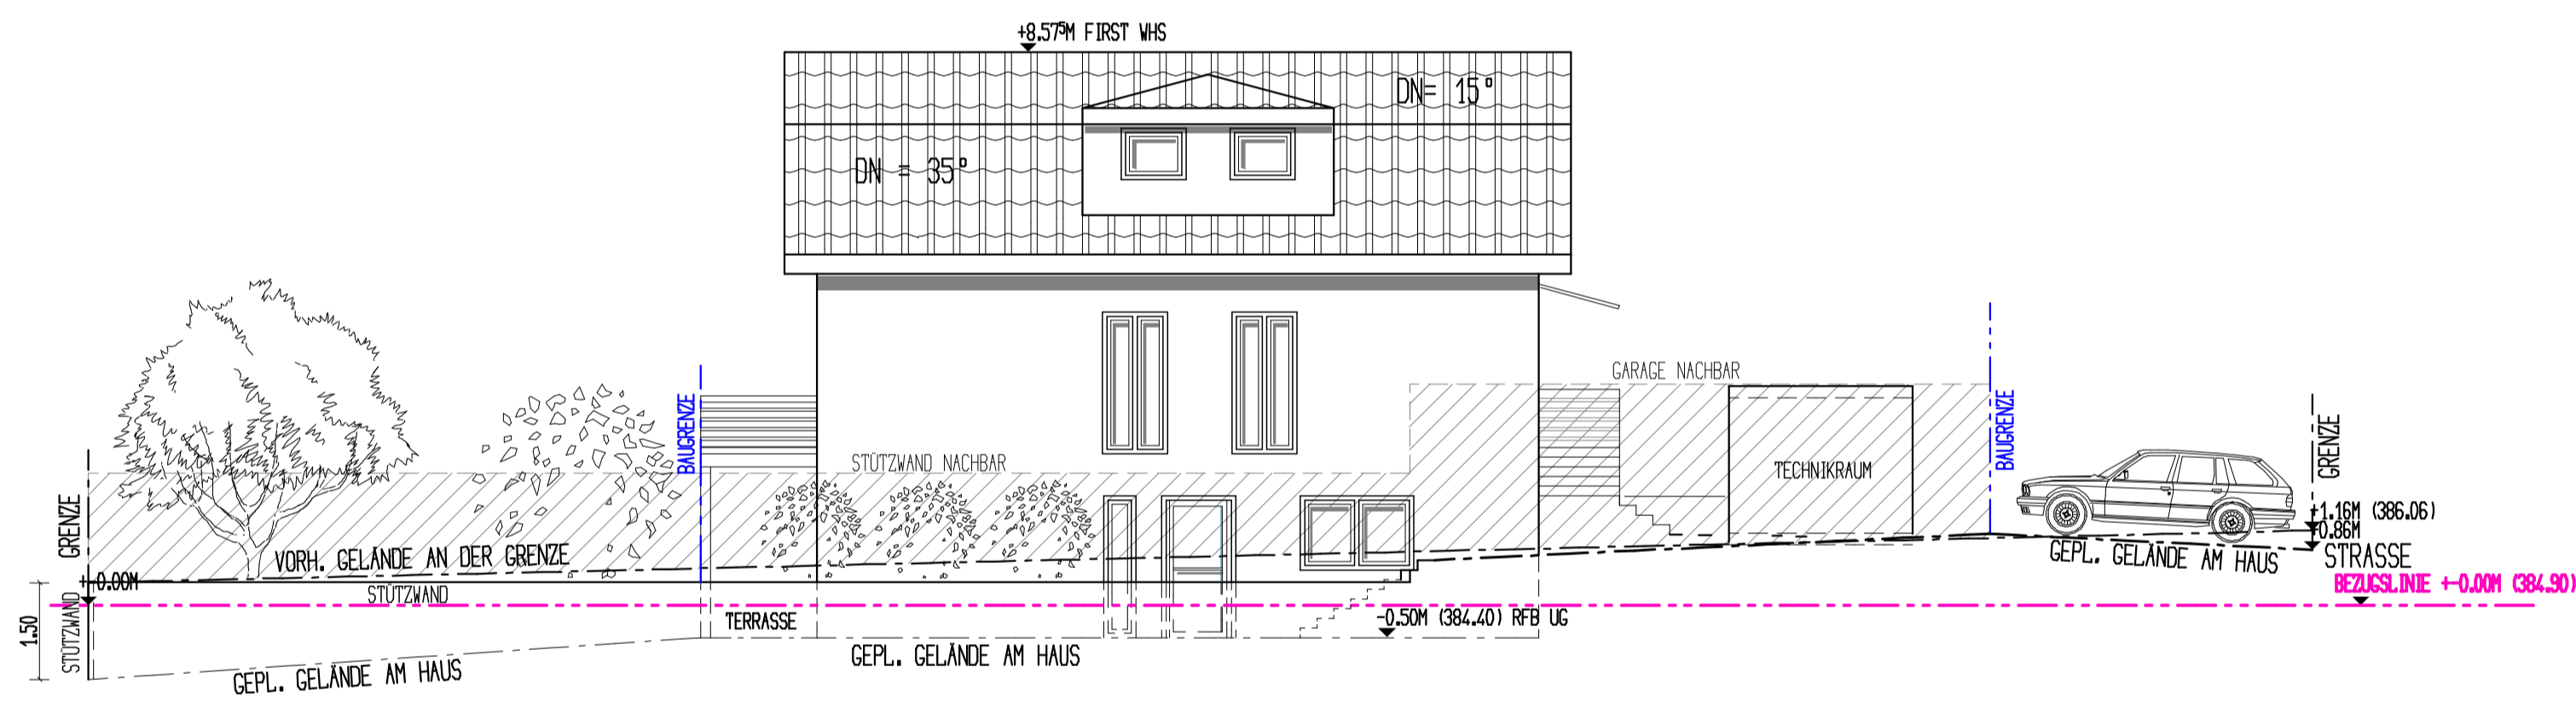 +8.57⁵M FIRST WHS
DN= 15°
DN = 35°
GARAGE NACHBAR
BAUGRENZE
BAUGRENZE
GRENZE
STÜTZWAND NACHBAR
TECHNIKRAUM
GRENZE
+1.16M (386.06)
+0.86M
VORH. GELÄNDE AN DER GRENZE
GEPL. GELÄNDE AM HAUS
STRASSE
+-0.00M
STÜTZWAND
BEZUGSLINIE +-0.00M (384.90)
1.50
STÜTZWAND
TERRASSE
-0.50M (384.40) RFB UG
GEPL. GELÄNDE AM HAUS
GEPL. GELÄNDE AM HAUS